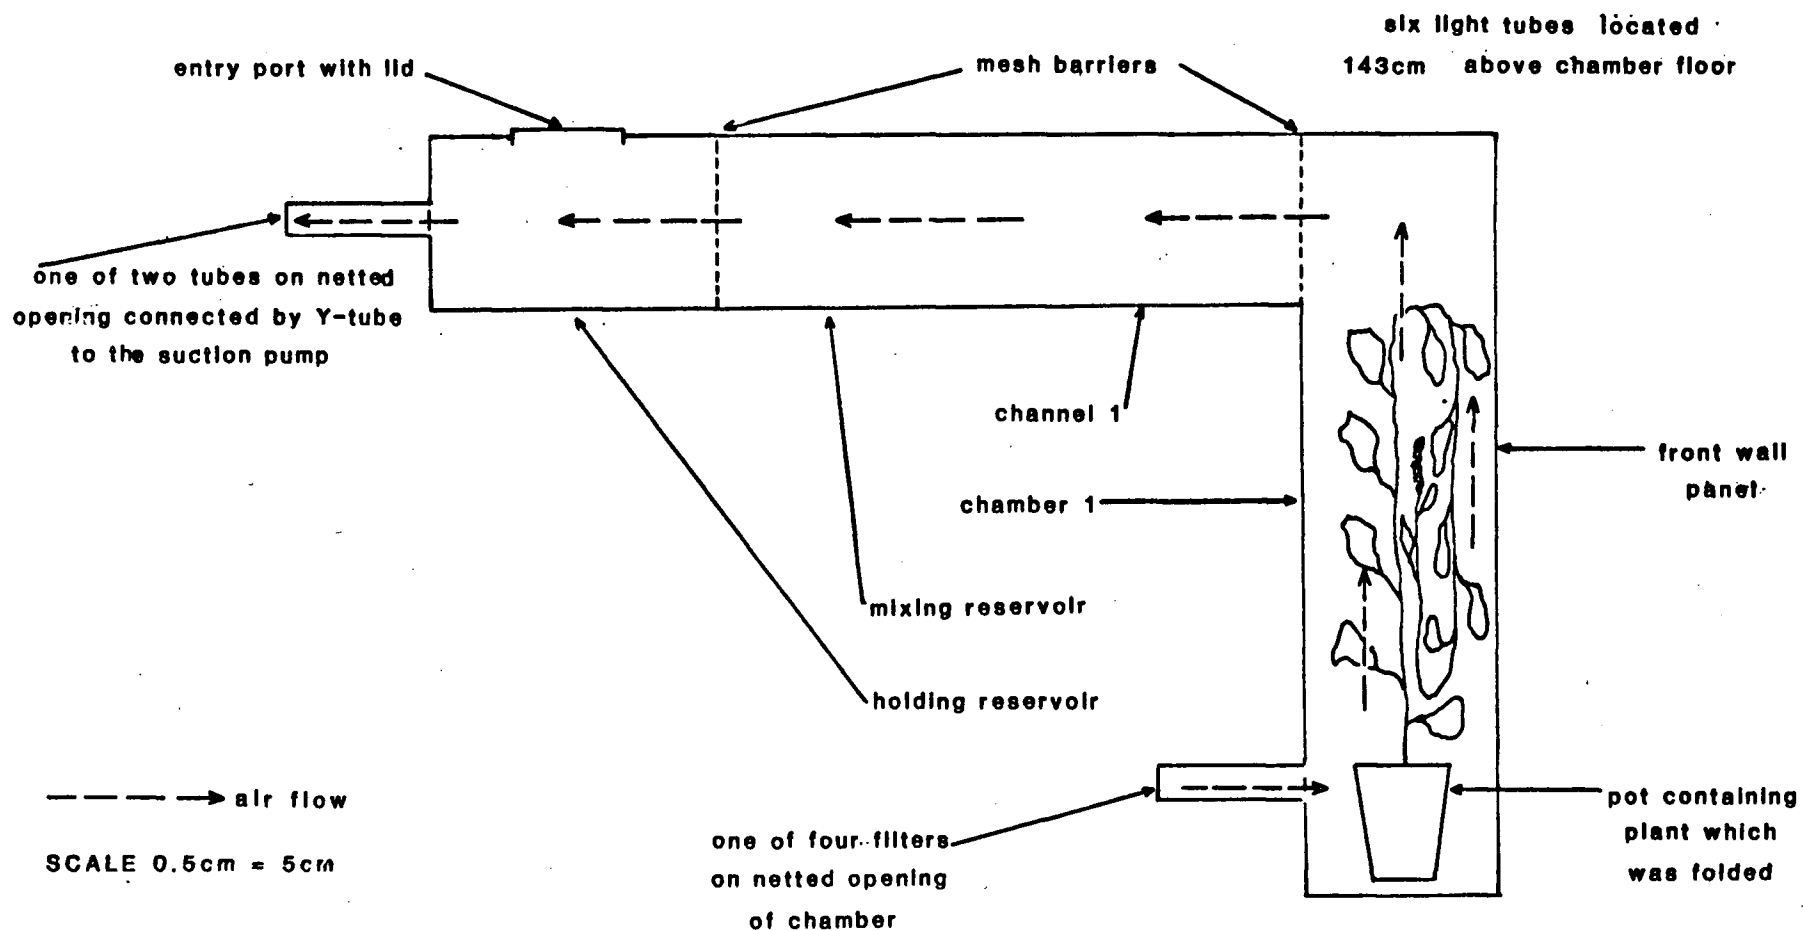 six light tubes located
143cm above chamber floor
entry port with lid
mesh barriers
one of two tubes on netted
opening connected by Y-tube
to the suction pump
channel 1
front wall
panel
chamber 1
mixing reservoir
holding reservoir
air flow
SCALE 0.5cm = 5cm
one of four filters
on netted opening
of chamber
pot containing
plant which
was folded